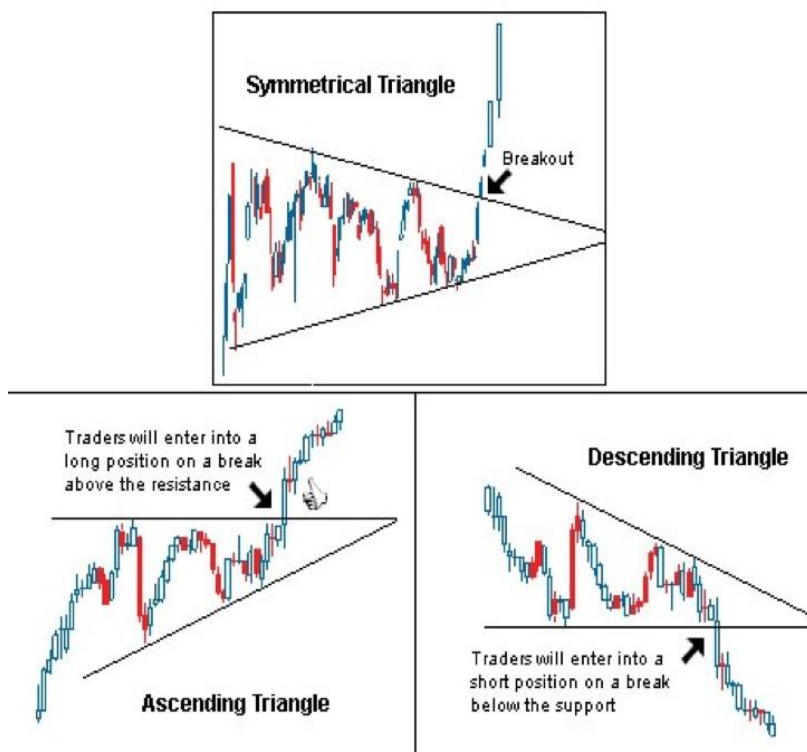 Symmetrical Triangle
Breakout
Traders will enter into a
long position on a break
above the resistance
Ascending Triangle
Descending Triangle
Traders will enter into a
short position on a break
below the support